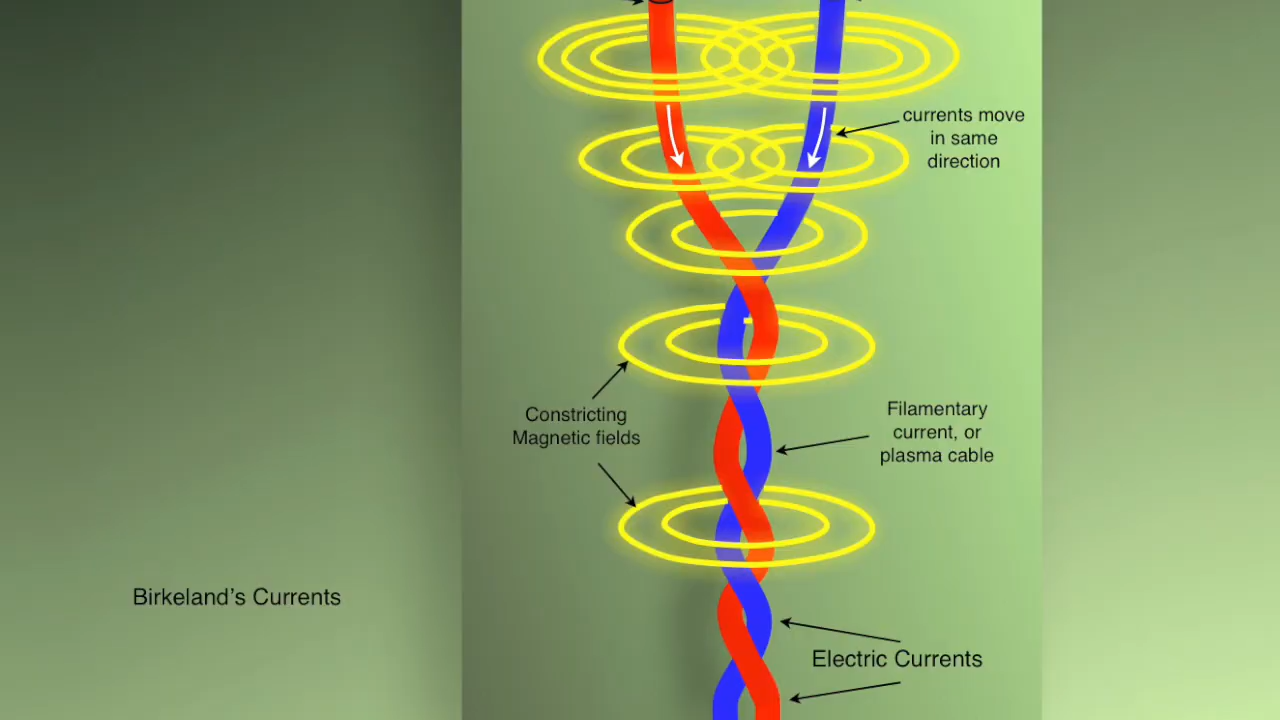 currents move
in same
direction
Constricting
Magnetic fields
Filamentary
current, or
plasma cable
Birkeland’s Currents
Electric Currents